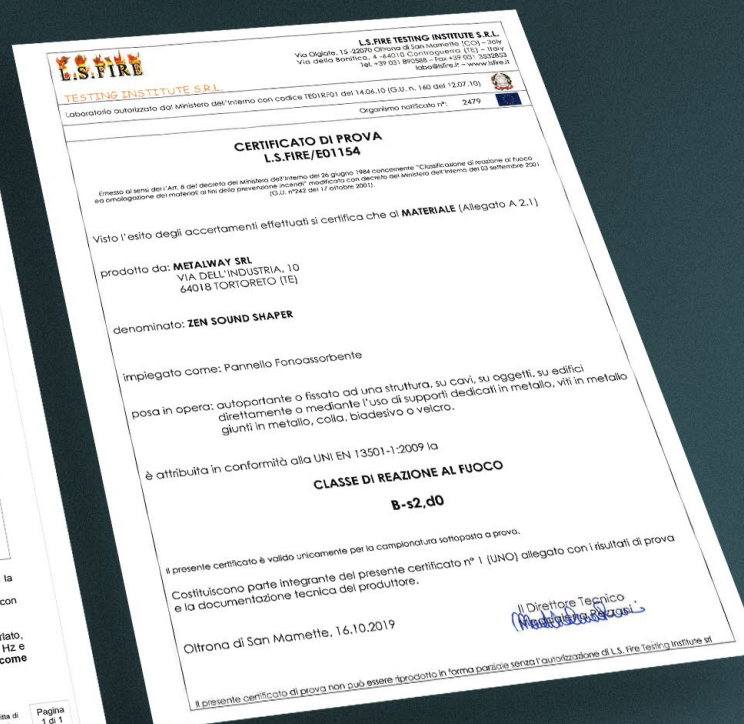 L.S.FIRE
TESTING INSTITUTE S.R.L.
L.S.FIRE TESTING INSTITUTE S.R.L.
Via Olgiate, 15 -22070 Oltrona di San Mamette (CO) – Italy
Via della Bonifica, 4 -64010 Controguerra (TE) – Italy
Tel. +39 031 890588 – Fax +39 031 3532853
labo@lsfire.it – www.lsfire.it
Laboratorio autorizzato dal Ministero dell'Interno con codice TE01RF01 del 14.06.10 (G.U. n. 160 del 12.07.10)
Organismo notificato n°: 2479
CERTIFICATO DI PROVA
L.S.FIRE/E01154
Emesso ai sensi del l'Art. 8 del decreto del Ministero dell'Interno del 26 giugno 1984 concernente "Classificazione di reazione al fuoco
ed omologazione dei materiali ai fini della prevenzione incendi" modificato con decreto del Ministero dell'Interno del 03 settembre 2001
(G.U. n°242 del 17 ottobre 2001).
Visto l'esito degli accertamenti effettuati si certifica che al MATERIALE (Allegato A 2.1)
prodotto da: METALWAY SRL
VIA DELL'INDUSTRIA, 10
64018 TORTORETO (TE)
denominato: ZEN SOUND SHAPER
impiegato come: Pannello Fonoassorbente
posa in opera: autoportante o fissato ad una struttura, su cavi, su oggetti, su edifici
direttamente o mediante l'uso di supporti dedicati in metallo, viti in metallo
giunti in metallo, colla, biadesivo o velcro.
è attribuita in conformità alla UNI EN 13501-1:2009 la
CLASSE DI REAZIONE AL FUOCO
B-s2,d0
Il presente certificato è valido unicamente per la campionatura sottoposta a prova.
Costituiscono parte integrante del presente certificato n° 1 (UNO) allegato con i risultati di prova
e la documentazione tecnica del produttore.
Il Direttore Tecnico
Oltrona di San Mamette, 16.10.2019
Il presente certificato di prova non può essere riprodotto in forma parziale senza l'autorizzazione di L.S. Fire Testing Institute srl
la
con
Hz e
come
Pagina
1 di 1